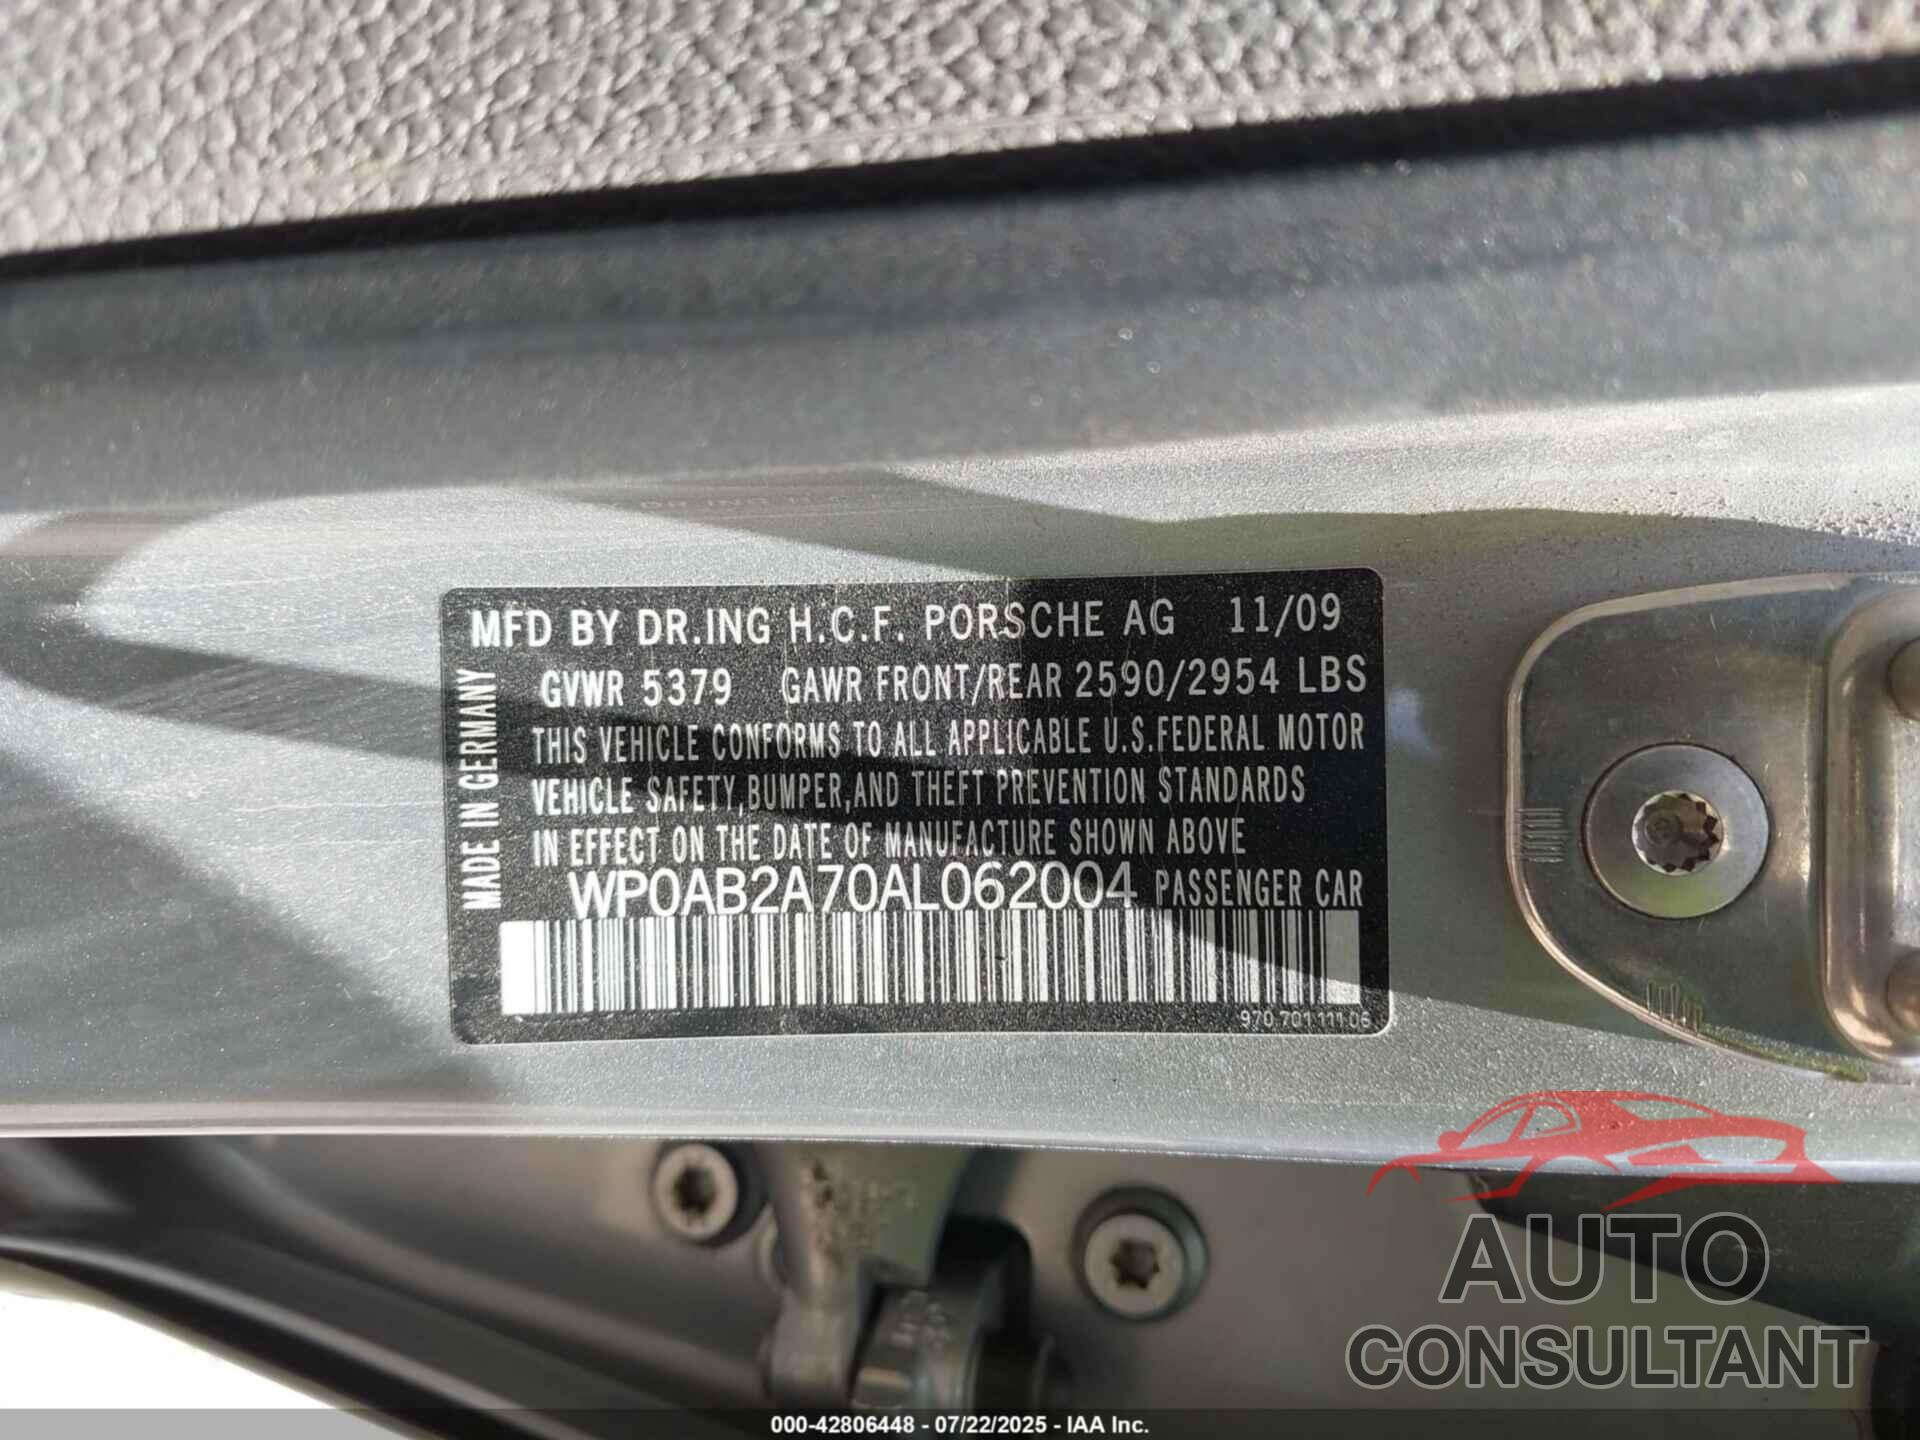 MFD BY DR.ING H.C.F. PORSCHE AG 11/09
GVWR 5379 GAWR FRONT/REAR 2590/2954 LBS
THIS VEHICLE CONFORMS TO ALL APPLICABLE U.S.FEDERAL MOTOR
VEHICLE SAFETY,BUMPER,AND THEFT PREVENTION STANDARDS
IN EFFECT ON THE DATE OF MANUFACTURE SHOWN ABOVE
WP0AB2A70AL062004 PASSENGER CAR
MADE IN GERMANY
970 701 111 06
AUTO
CONSULTANT
000-42806448 - 07/22/2025 - IAA Inc.